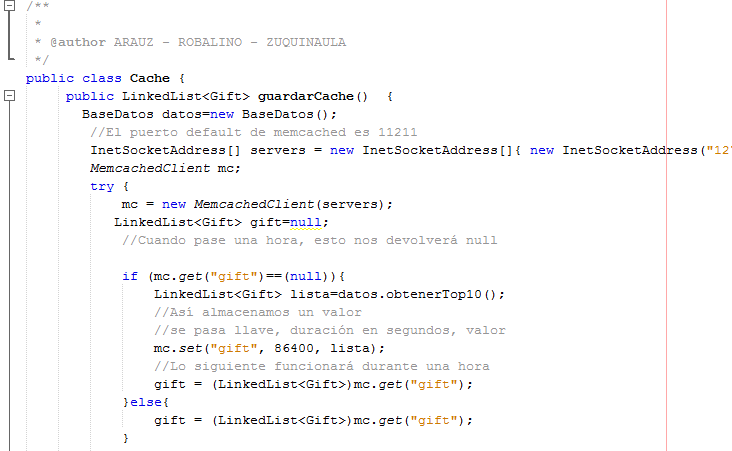 /**
 *
 * @author ARAUZ - ROBALINO - ZUQUINAULA
 */
public class Cache {
public LinkedList<Gift> guardarCache()  {
BaseDatos datos=new BaseDatos();
//El puerto default de memcached es 11211
InetSocketAddress[] servers = new InetSocketAddress[]{ new InetSocketAddress("127
MemcachedClient mc;
try {
mc = new MemcachedClient(servers);
LinkedList<Gift> gift=null;
//Cuando pase una hora, esto nos devolverá null
if (mc.get("gift")==(null)){
LinkedList<Gift> lista=datos.obtenerTop10();
//Así almacenamos un valor
//se pasa llave, duración en segundos, valor
mc.set("gift", 86400, lista);
//Lo siguiente funcionará durante una hora
gift = (LinkedList<Gift>)mc.get("gift");
}else{
gift = (LinkedList<Gift>)mc.get("gift");
}